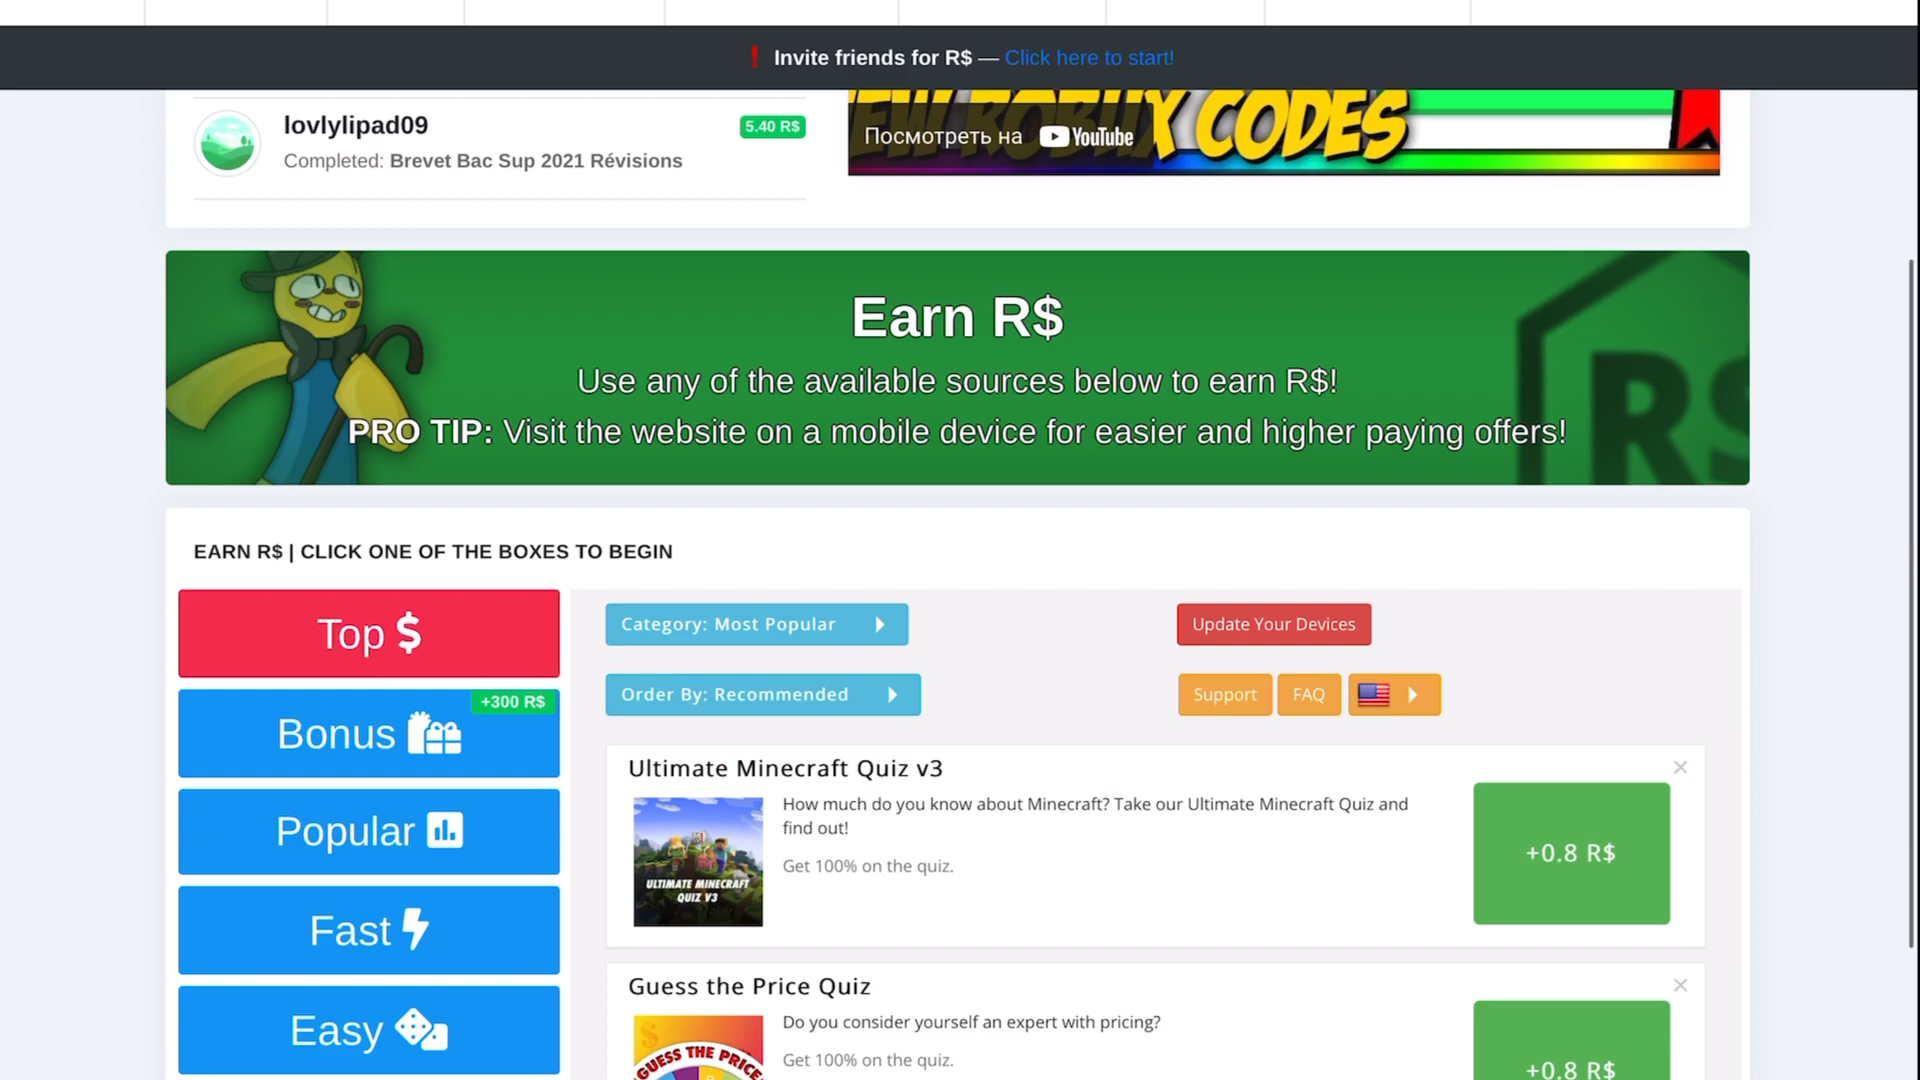 Invite friends for R$ — Click here to start!
lovlylipad09
5.40 R$
Completed: Brevet Bac Sup 2021 Révisions
EW ROBUX CODES
Посмотреть на YouTube
Earn R$
Use any of the available sources below to earn R$!
PRO TIP: Visit the website on a mobile device for easier and higher paying offers!
R$
EARN R$ | CLICK ONE OF THE BOXES TO BEGIN
Top $
+300 R$
Bonus
Popular
Fast
Easy
Category: Most Popular
Update Your Devices
Order By: Recommended
Support
FAQ
Ultimate Minecraft Quiz v3
How much do you know about Minecraft? Take our Ultimate Minecraft Quiz and
find out!
Get 100% on the quiz.
ULTIMATE MINECRAFT
QUIZ V3
+0.8 R$
Guess the Price Quiz
Do you consider yourself an expert with pricing?
Get 100% on the quiz.
GUESS THE PRICE
+0.8 R$